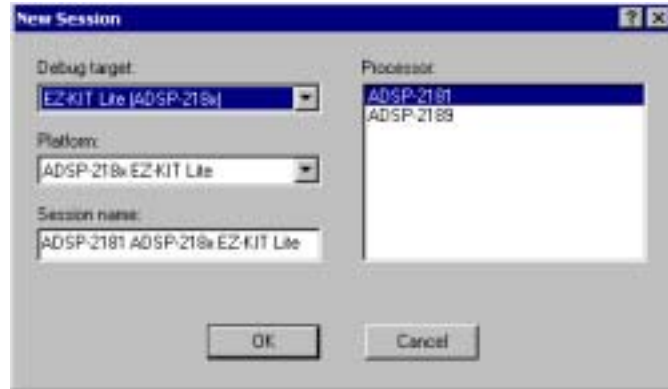 New Session
Debug target:
EZ-KIT Lite (ADSP-218x)
Platform:
ADSP-218x EZ-KIT Lite
Session name:
ADSP-2181 ADSP-218x EZ-KIT Lite
Processor:
ADSP-2181
ADSP-2189
OK
Cancel